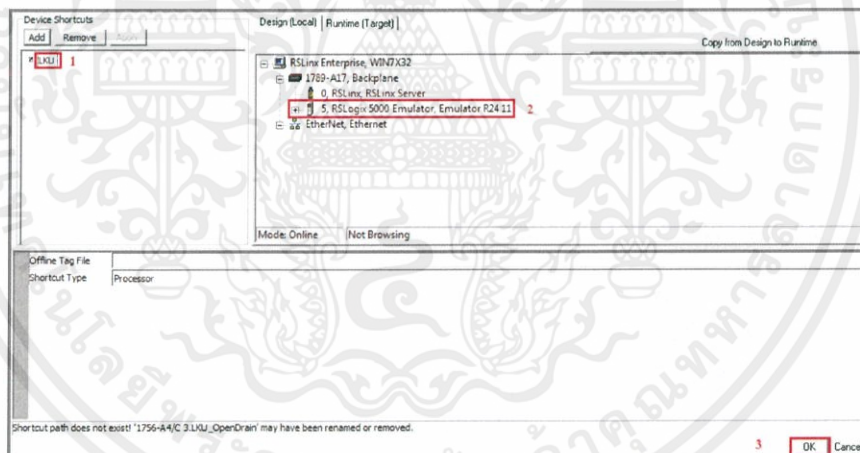 Device Shortcuts
Add Remove Apply
LKU 1
Design (Local) Runtime (Target)
Copy from Design to Runtime
RSLinx Enterprise, WIN7X32
1789-A17, Backplane
0, RSLinx, RSLinx Server
5, RSLogix 5000 Emulator, Emulator R24.11 2
EtherNet, Ethernet
Mode: Online Not Browsing
Offline Tag File
Shortcut Type Processor
Shortcut path does not exist! '1756-A4/C 3.LKU_OpenDrain' may have been renamed or removed.
3 OK Cance